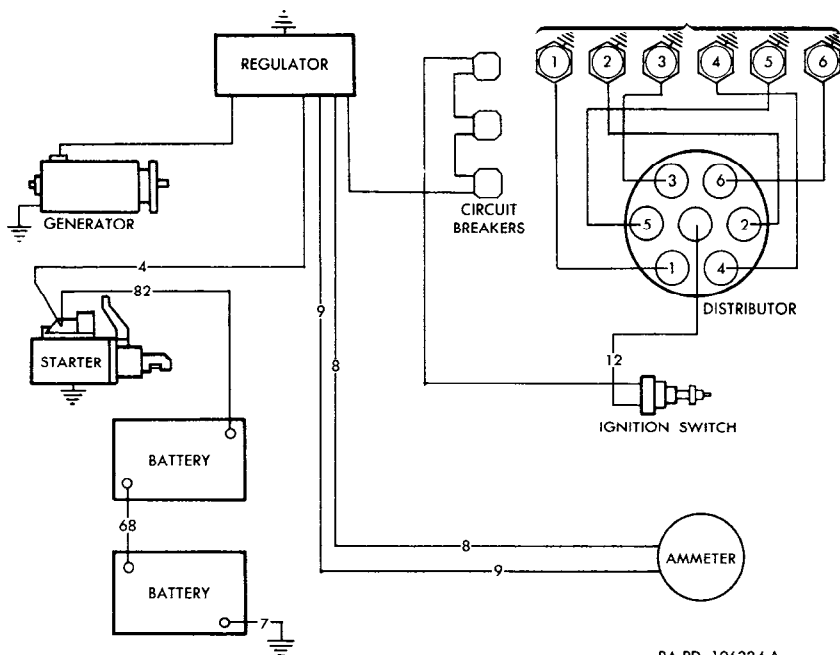 REGULATOR
1 2 3 4 5 6
GENERATOR
CIRCUIT
BREAKERS
3 6
5 2
1 4
DISTRIBUTOR
4
82
9
8
12
STARTER
IGNITION SWITCH
BATTERY
68
8
9
AMMETER
BATTERY
7